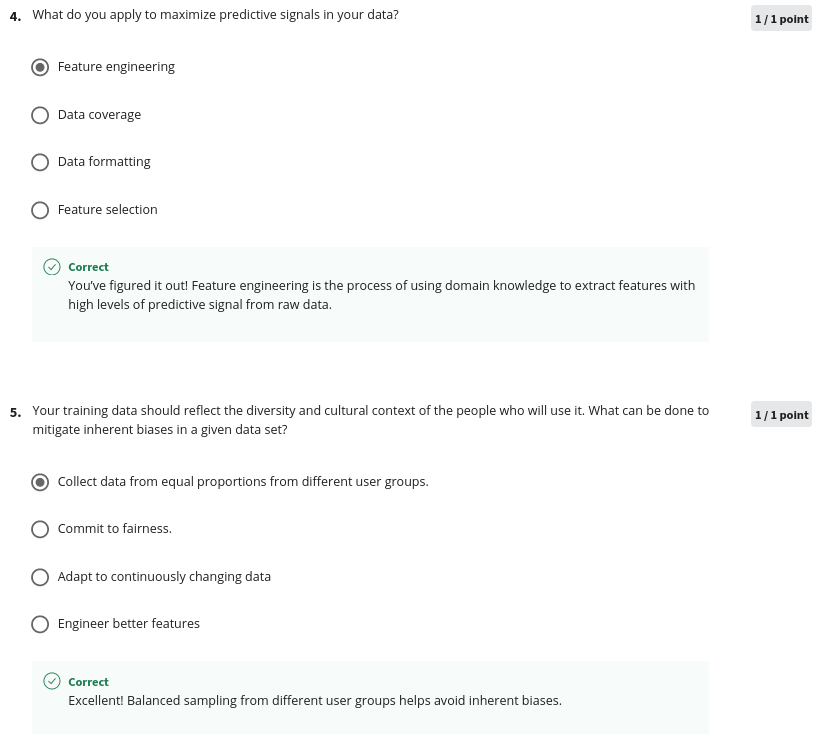 4. What do you apply to maximize predictive signals in your data?
1 / 1 point
Feature engineering
Data coverage
Data formatting
Feature selection
Correct
You’ve figured it out! Feature engineering is the process of using domain knowledge to extract features with
high levels of predictive signal from raw data.
5. Your training data should reflect the diversity and cultural context of the people who will use it. What can be done to
mitigate inherent biases in a given data set?
1 / 1 point
Collect data from equal proportions from different user groups.
Commit to fairness.
Adapt to continuously changing data
Engineer better features
Correct
Excellent! Balanced sampling from different user groups helps avoid inherent biases.